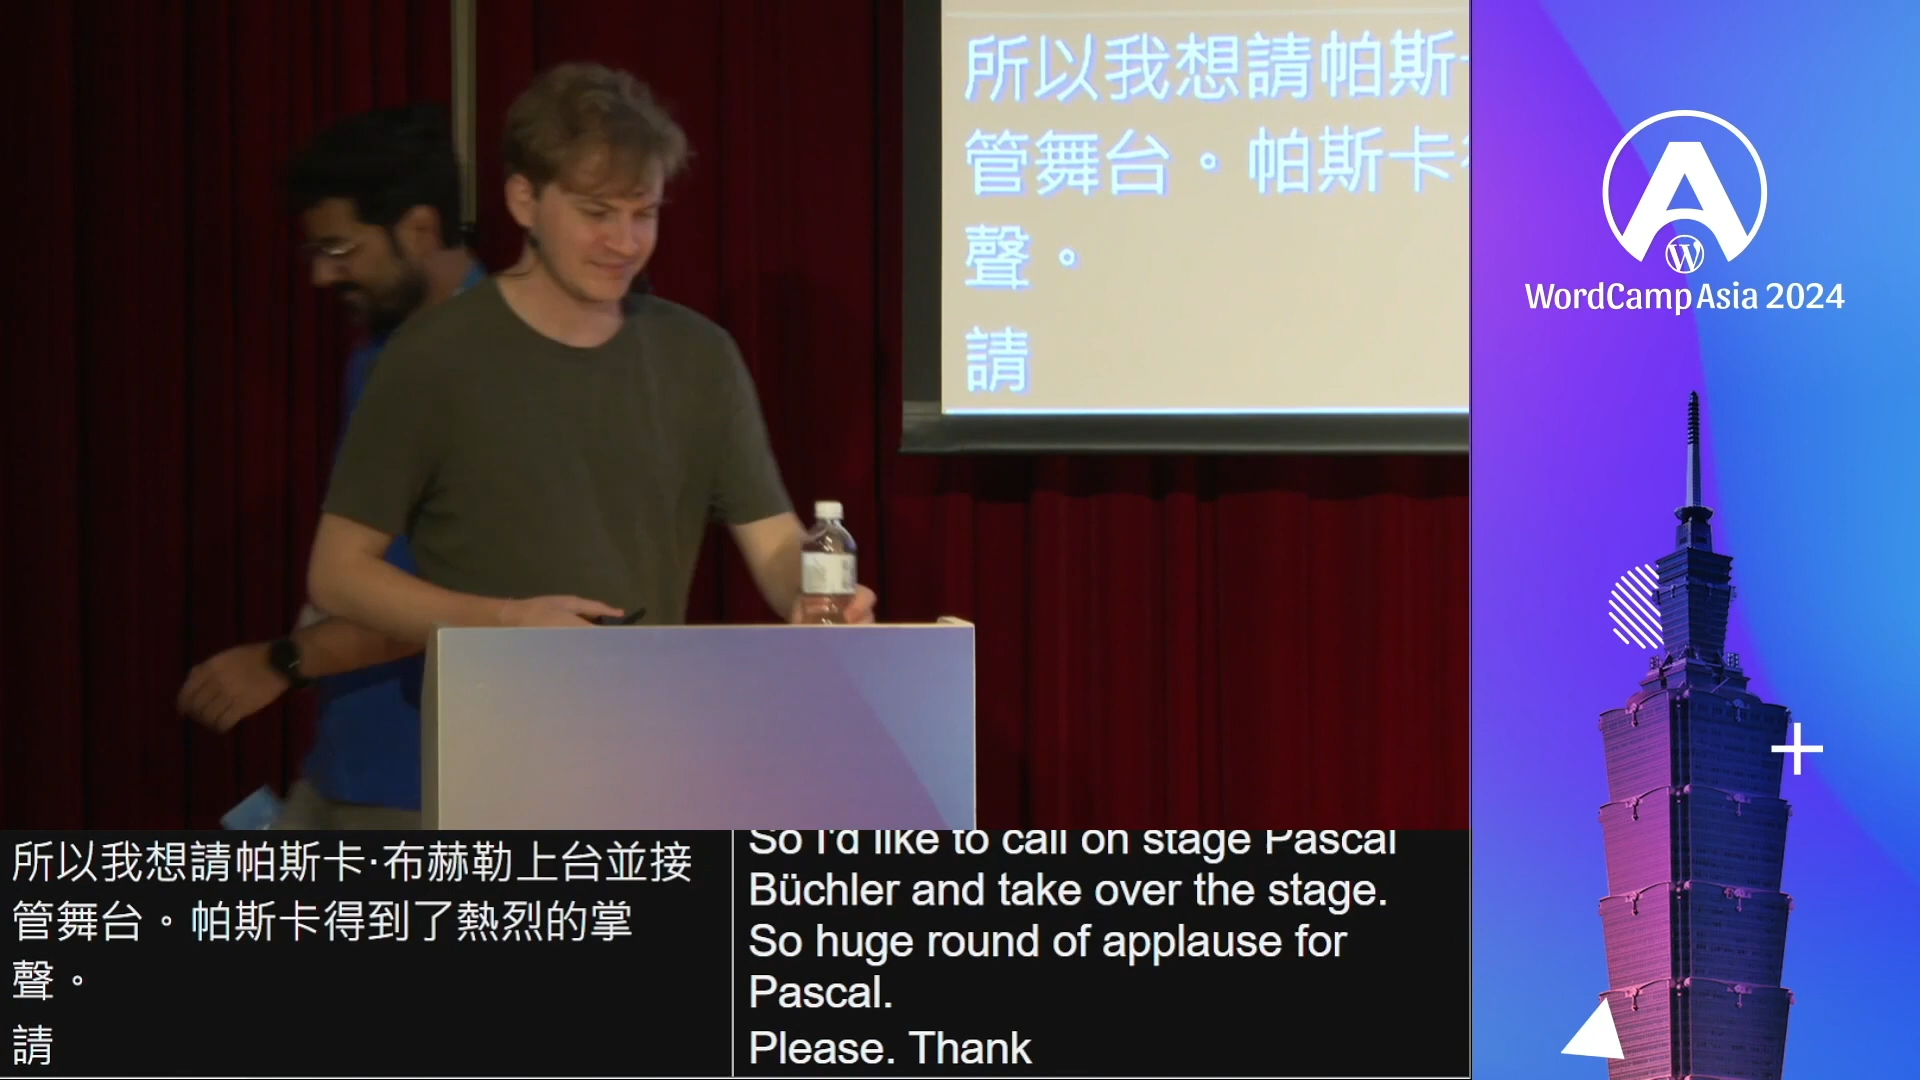 所以我想請帕斯
管舞台。帕斯卡
聲。
請
WordCamp Asia 2024
所以我想請帕斯卡·布赫勒上台並接
管舞台。帕斯卡得到了熱烈的掌
聲。
請
So I'd like to call on stage Pascal
Büchler and take over the stage.
So huge round of applause for
Pascal.
Please. Thank